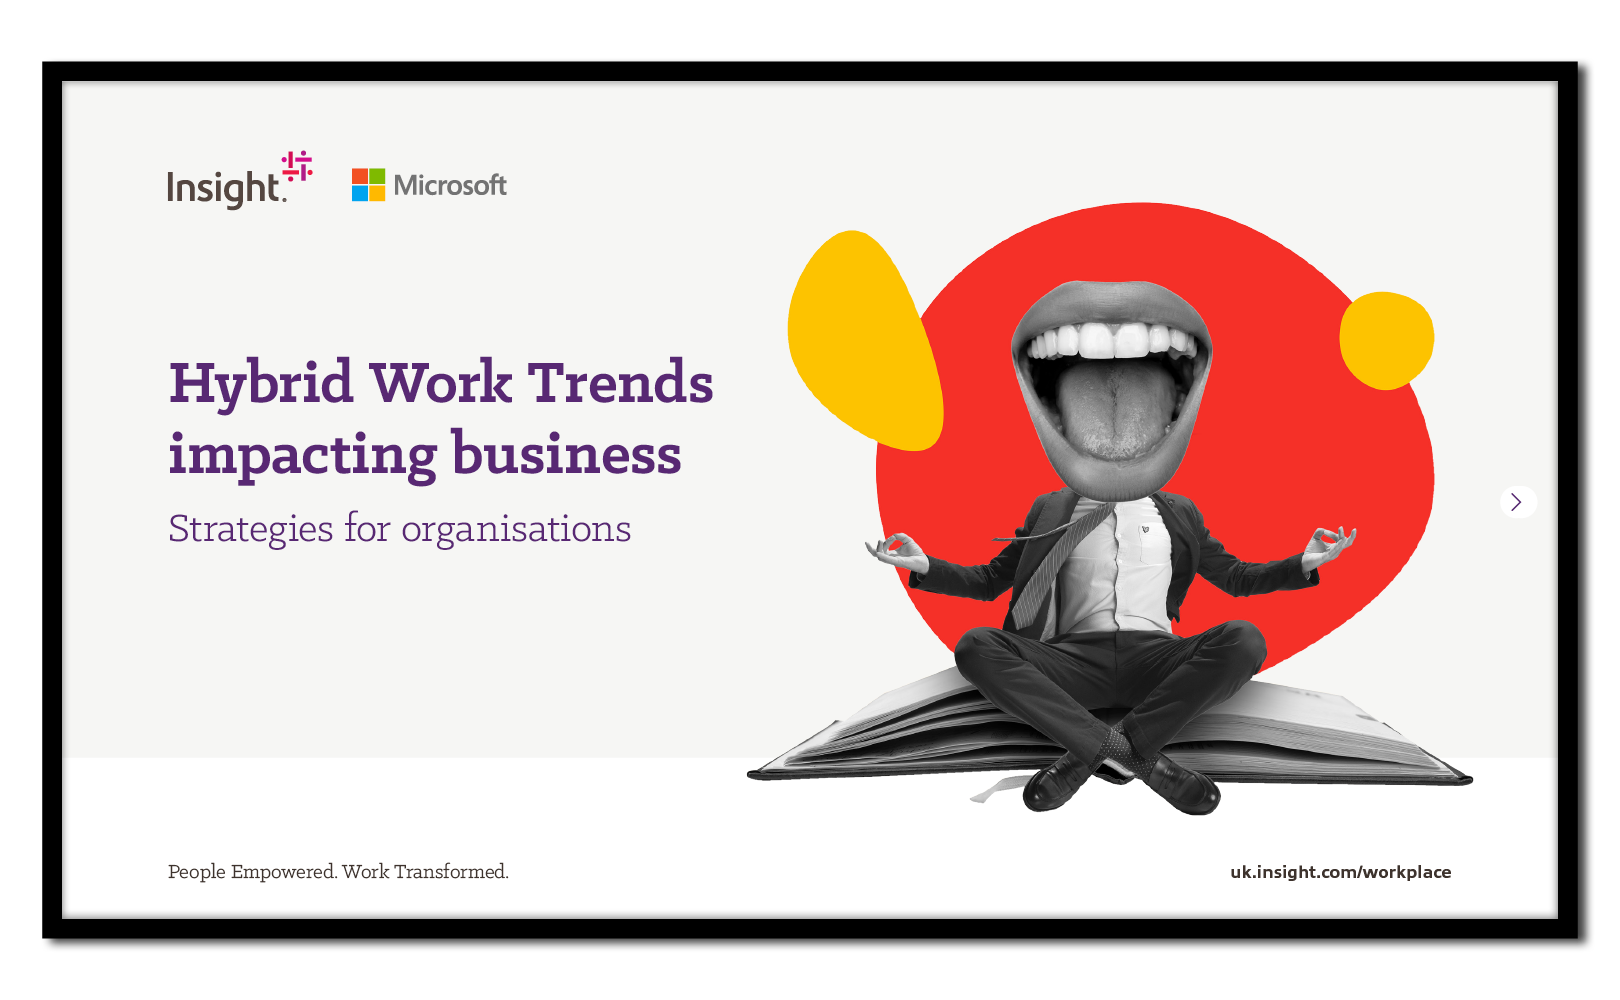 Insight.
Microsoft
Hybrid Work Trends
impacting business
Strategies for organisations
People Empowered. Work Transformed.
uk.insight.com/workplace